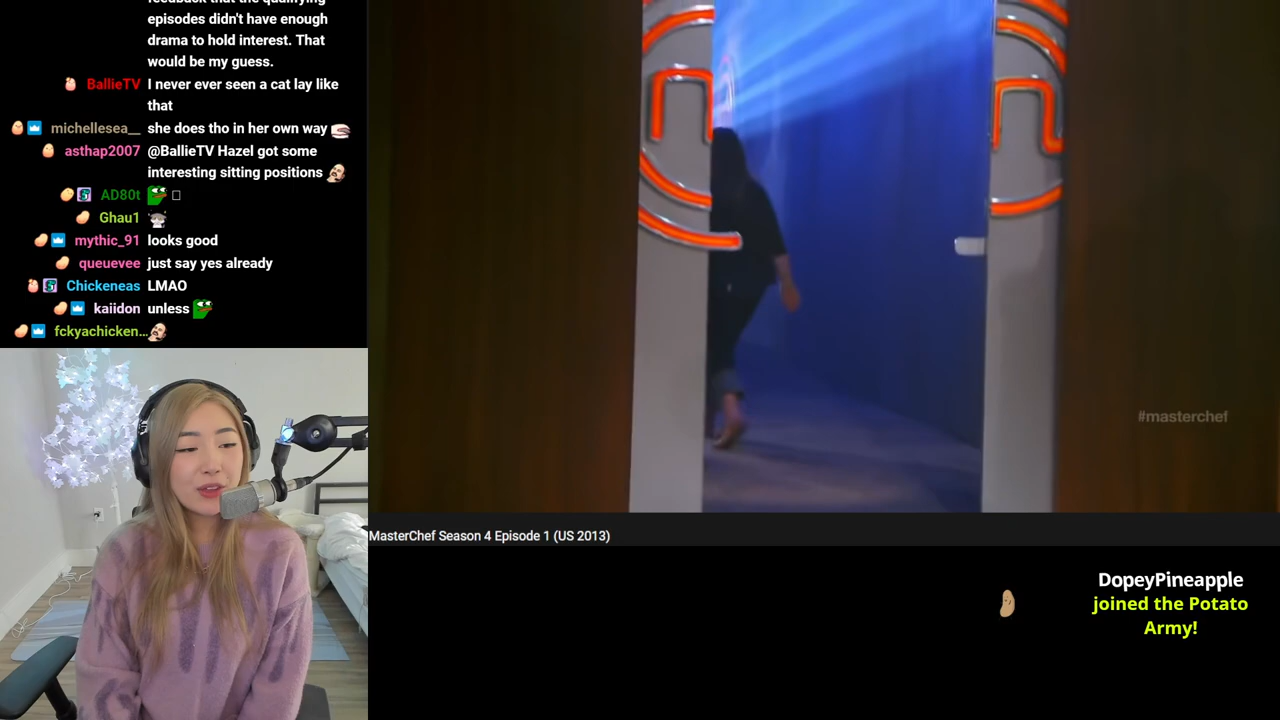 feedback that the qualifying
episodes didn't have enough
drama to hold interest. That
would be my guess.
BallieTV I never ever seen a cat lay like
that
michellesea__ she does tho in her own way
asthap2007 @BallieTV Hazel got some
interesting sitting positions
AD80t
Ghau1
mythic_91 looks good
queuevee just say yes already
Chickeneas LMAO
kaiidon unless
fckyachicken…
#masterchef
MasterChef Season 4 Episode 1 (US 2013)
DopeyPineapple
joined the Potato
Army!